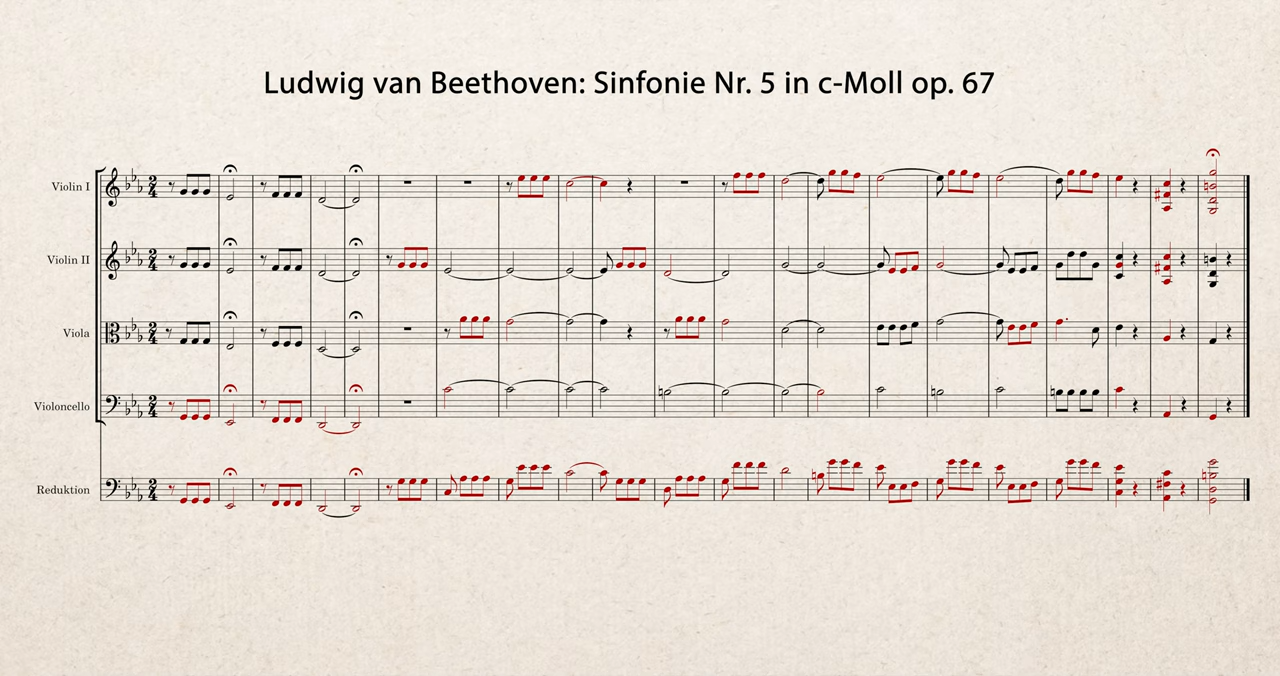 Ludwig van Beethoven: Sinfonie Nr. 5 in c-Moll op. 67
Violin I
Violin II
Viola
Violoncello
Reduktion